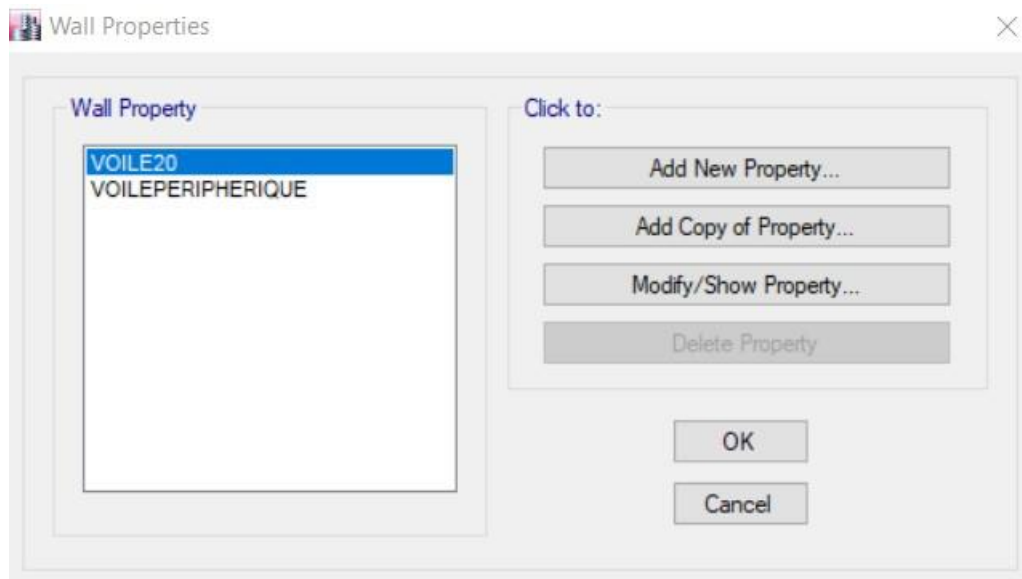 Wall Properties
Wall Property
VOILE20
VOILEPERIPHERIQUE
Click to:
Add New Property...
Add Copy of Property...
Modify/Show Property...
Delete Property
OK
Cancel